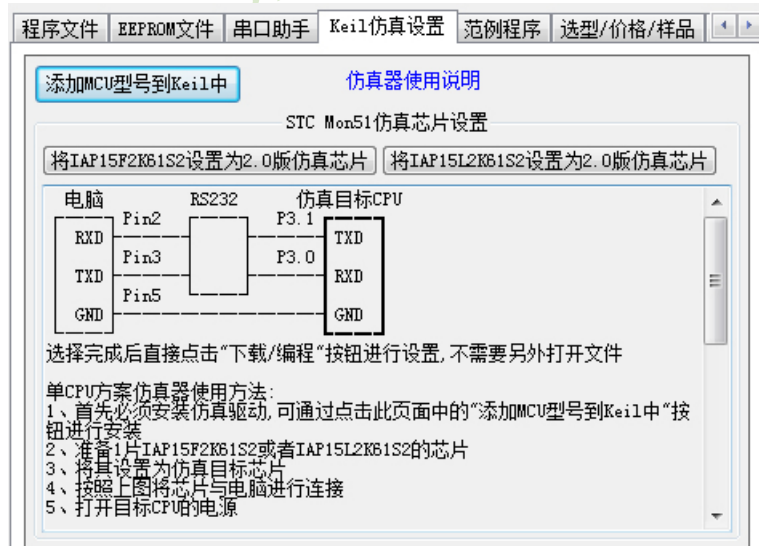 程序文件 EEPROM文件 串口助手 Keil仿真设置 范例程序 选型/价格/样品
添加MCU型号到Keil中 仿真器使用说明
STC Mon51仿真芯片设置
将IAP15F2K61S2设置为2.0版仿真芯片 将IAP15L2K61S2设置为2.0版仿真芯片
电脑 RS232 仿真目标CPU
Pin2 P3.1
RXD TXD
Pin3 P3.0
TXD RXD
Pin5
GND GND
选择完成后直接点击"下载/编程"按钮进行设置,不需要另外打开文件
单CPU方案仿真器使用方法:
1、首先必须安装仿真驱动,可通过点击此页面中的"添加MCU型号到Keil中"按
钮进行安装
2、准备1片IAP15F2K61S2或者IAP15L2K61S2的芯片
3、将其设置为仿真目标芯片
4、按照上图将芯片与电脑进行连接
5、打开目标CPU的电源